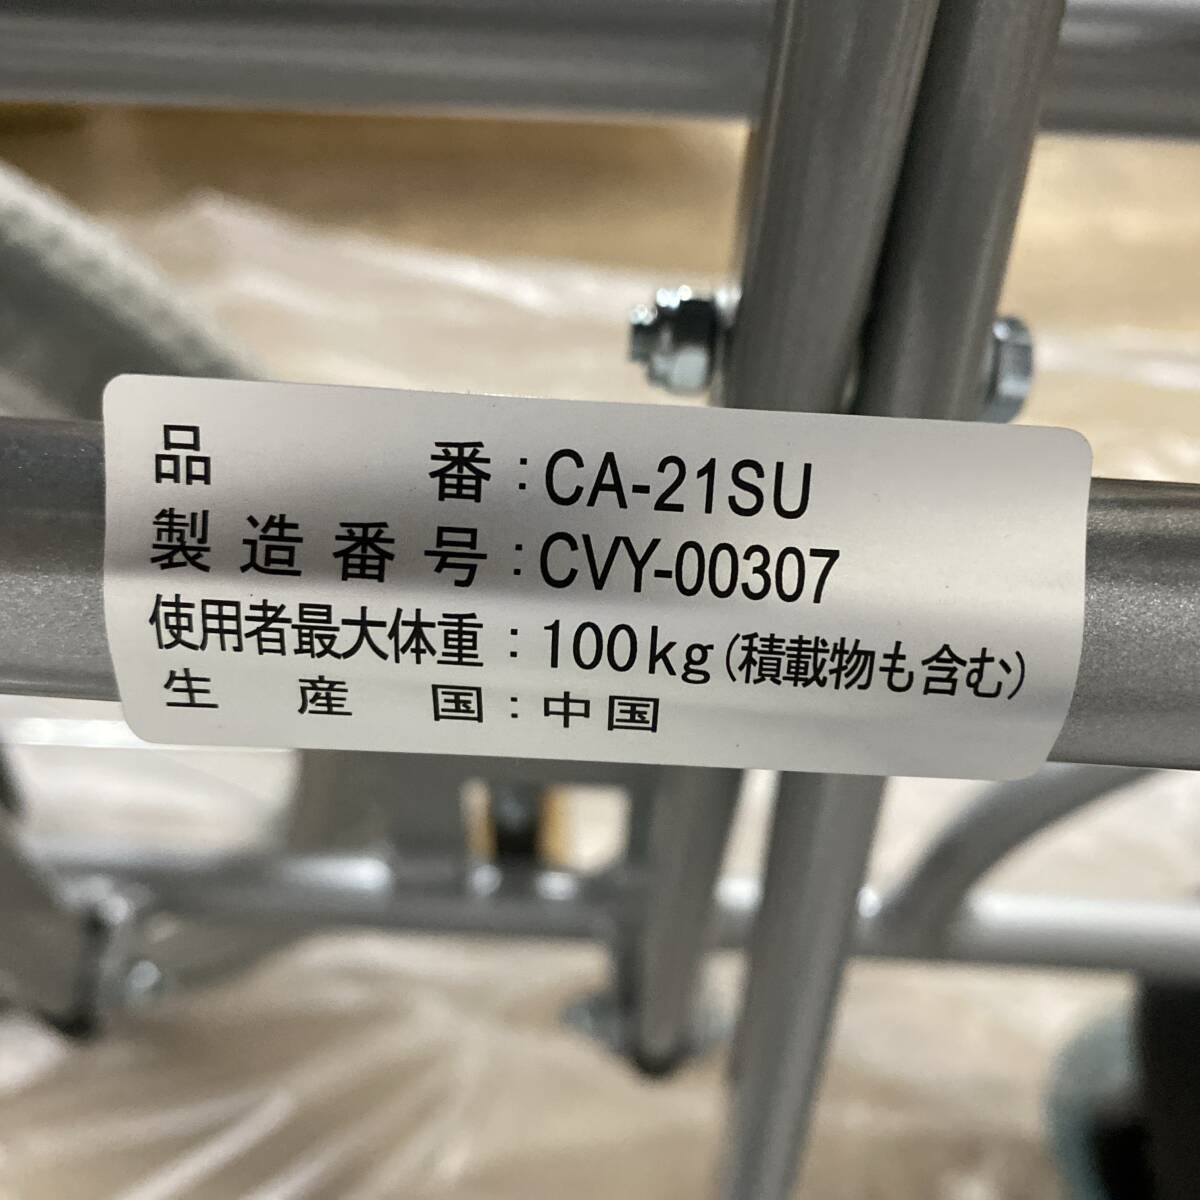 品番：CA-21SU
製造番号：CVY-00307
使用者最大体重：100kg(積載物も含む)
生産国：中国